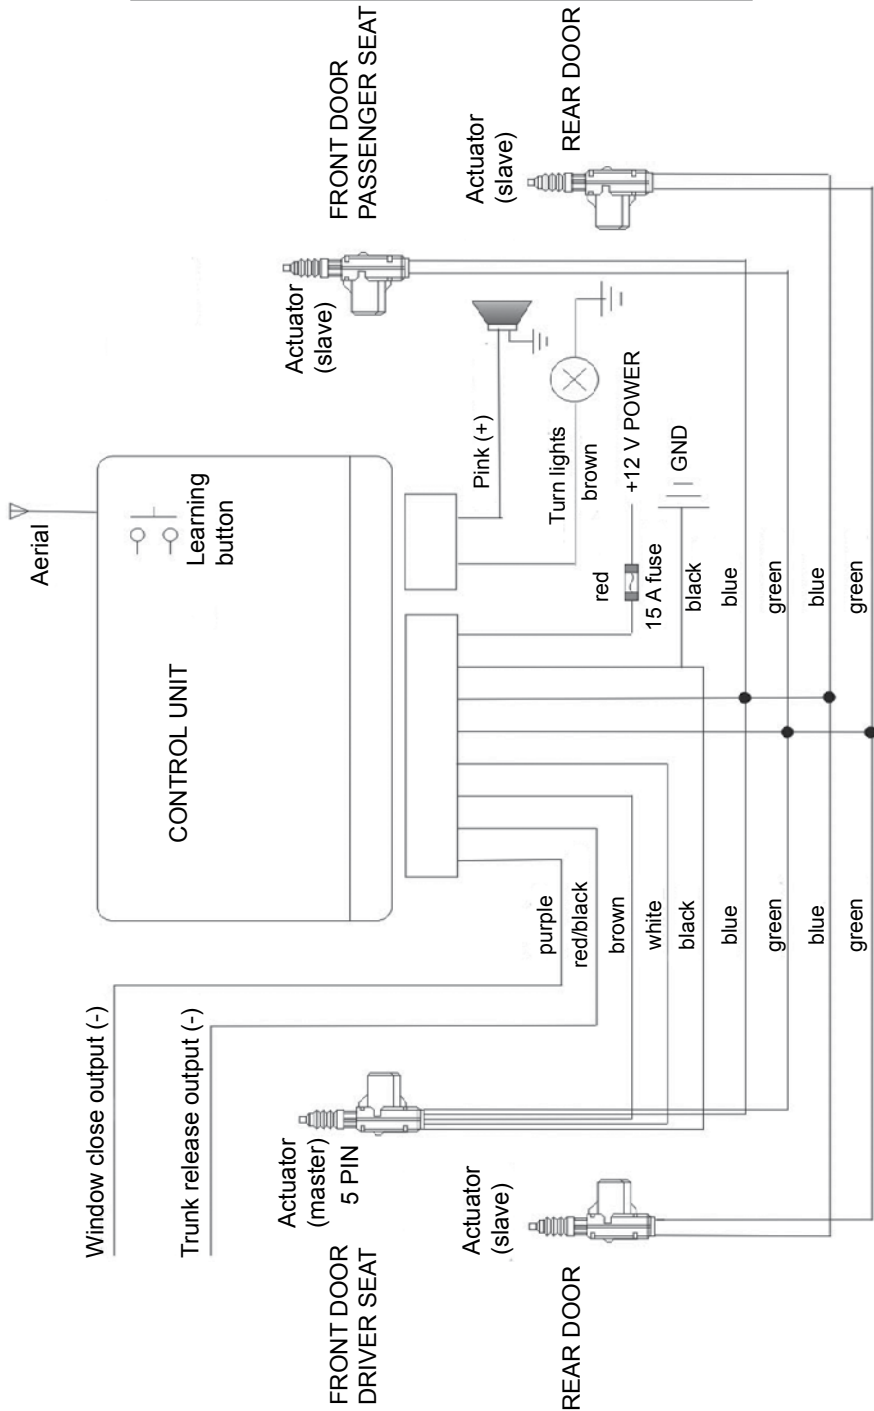 Aerial
CONTROL UNIT
Learning
button
Window close output (-)
Trunk release output (-)
Actuator
(master)
5 PIN
FRONT DOOR
DRIVER SEAT
Actuator
(slave)
REAR DOOR
purple
red/black
brown
white
black
blue
green
blue
green
Actuator
(slave)
FRONT DOOR
PASSENGER SEAT
Actuator
(slave)
REAR DOOR
Pink (+)
Turn lights
brown
red
+12 V POWER
15 A fuse
GND
black
blue
green
blue
green